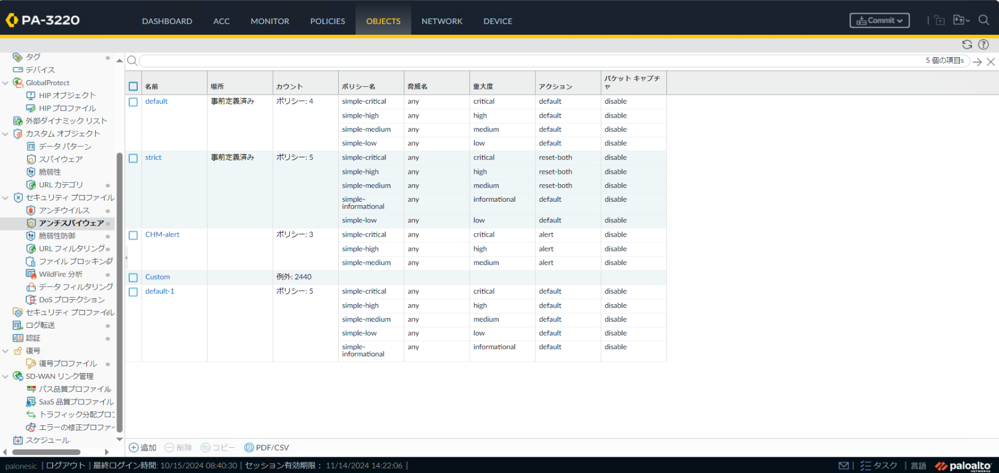 PA-3220
DASHBOARD
ACC
MONITOR
POLICIES
OBJECTS
NETWORK
DEVICE
Commit
タグ
デバイス
GlobalProtect
HIP オブジェクト
HIP プロファイル
外部ダイナミック リスト
カスタム オブジェクト
データ パターン
スパイウェア
脆弱性
URL カテゴリ
セキュリティ プロファイル
アンチウイルス
アンチスパイウェア
脆弱性防御
URL フィルタリング
ファイル ブロッキング
WildFire 分析
データ フィルタリング
DoS プロテクション
セキュリティ プロファイル
ログ転送
認証
復号
復号プロファイル
SD-WAN リンク管理
パス品質プロファイル
SaaS 品質プロファイル
トラフィック分配プロ
エラーの修正プロファ
スケジュール
5 個の項目s
名前 場所 カウント ポリシー名 脅威名 重大度 アクション パケット キャプチャ
default 事前定義済み ポリシー: 4 simple-critical any critical default disable
simple-high any high default disable
simple-medium any medium default disable
simple-low any low default disable
strict 事前定義済み ポリシー: 5 simple-critical any critical reset-both disable
simple-high any high reset-both disable
simple-medium any medium reset-both disable
simple-informational any informational default disable
simple-low any low default disable
CHM-alert ポリシー: 3 simple-critical any critical alert disable
simple-high any high alert disable
simple-medium any medium alert disable
Custom 例外: 2440
default-1 ポリシー: 5 simple-critical any critical default disable
simple-high any high default disable
simple-medium any medium default disable
simple-low any low default disable
simple-informational any informational default disable
追加 削除 コピー PDF/CSV
palonesic | ログアウト | 最終ログイン時間: 10/15/2024 08:40:30 | セッション有効期限： 11/14/2024 14:22:06 |
タスク | 言語 paloalto NETWORKS